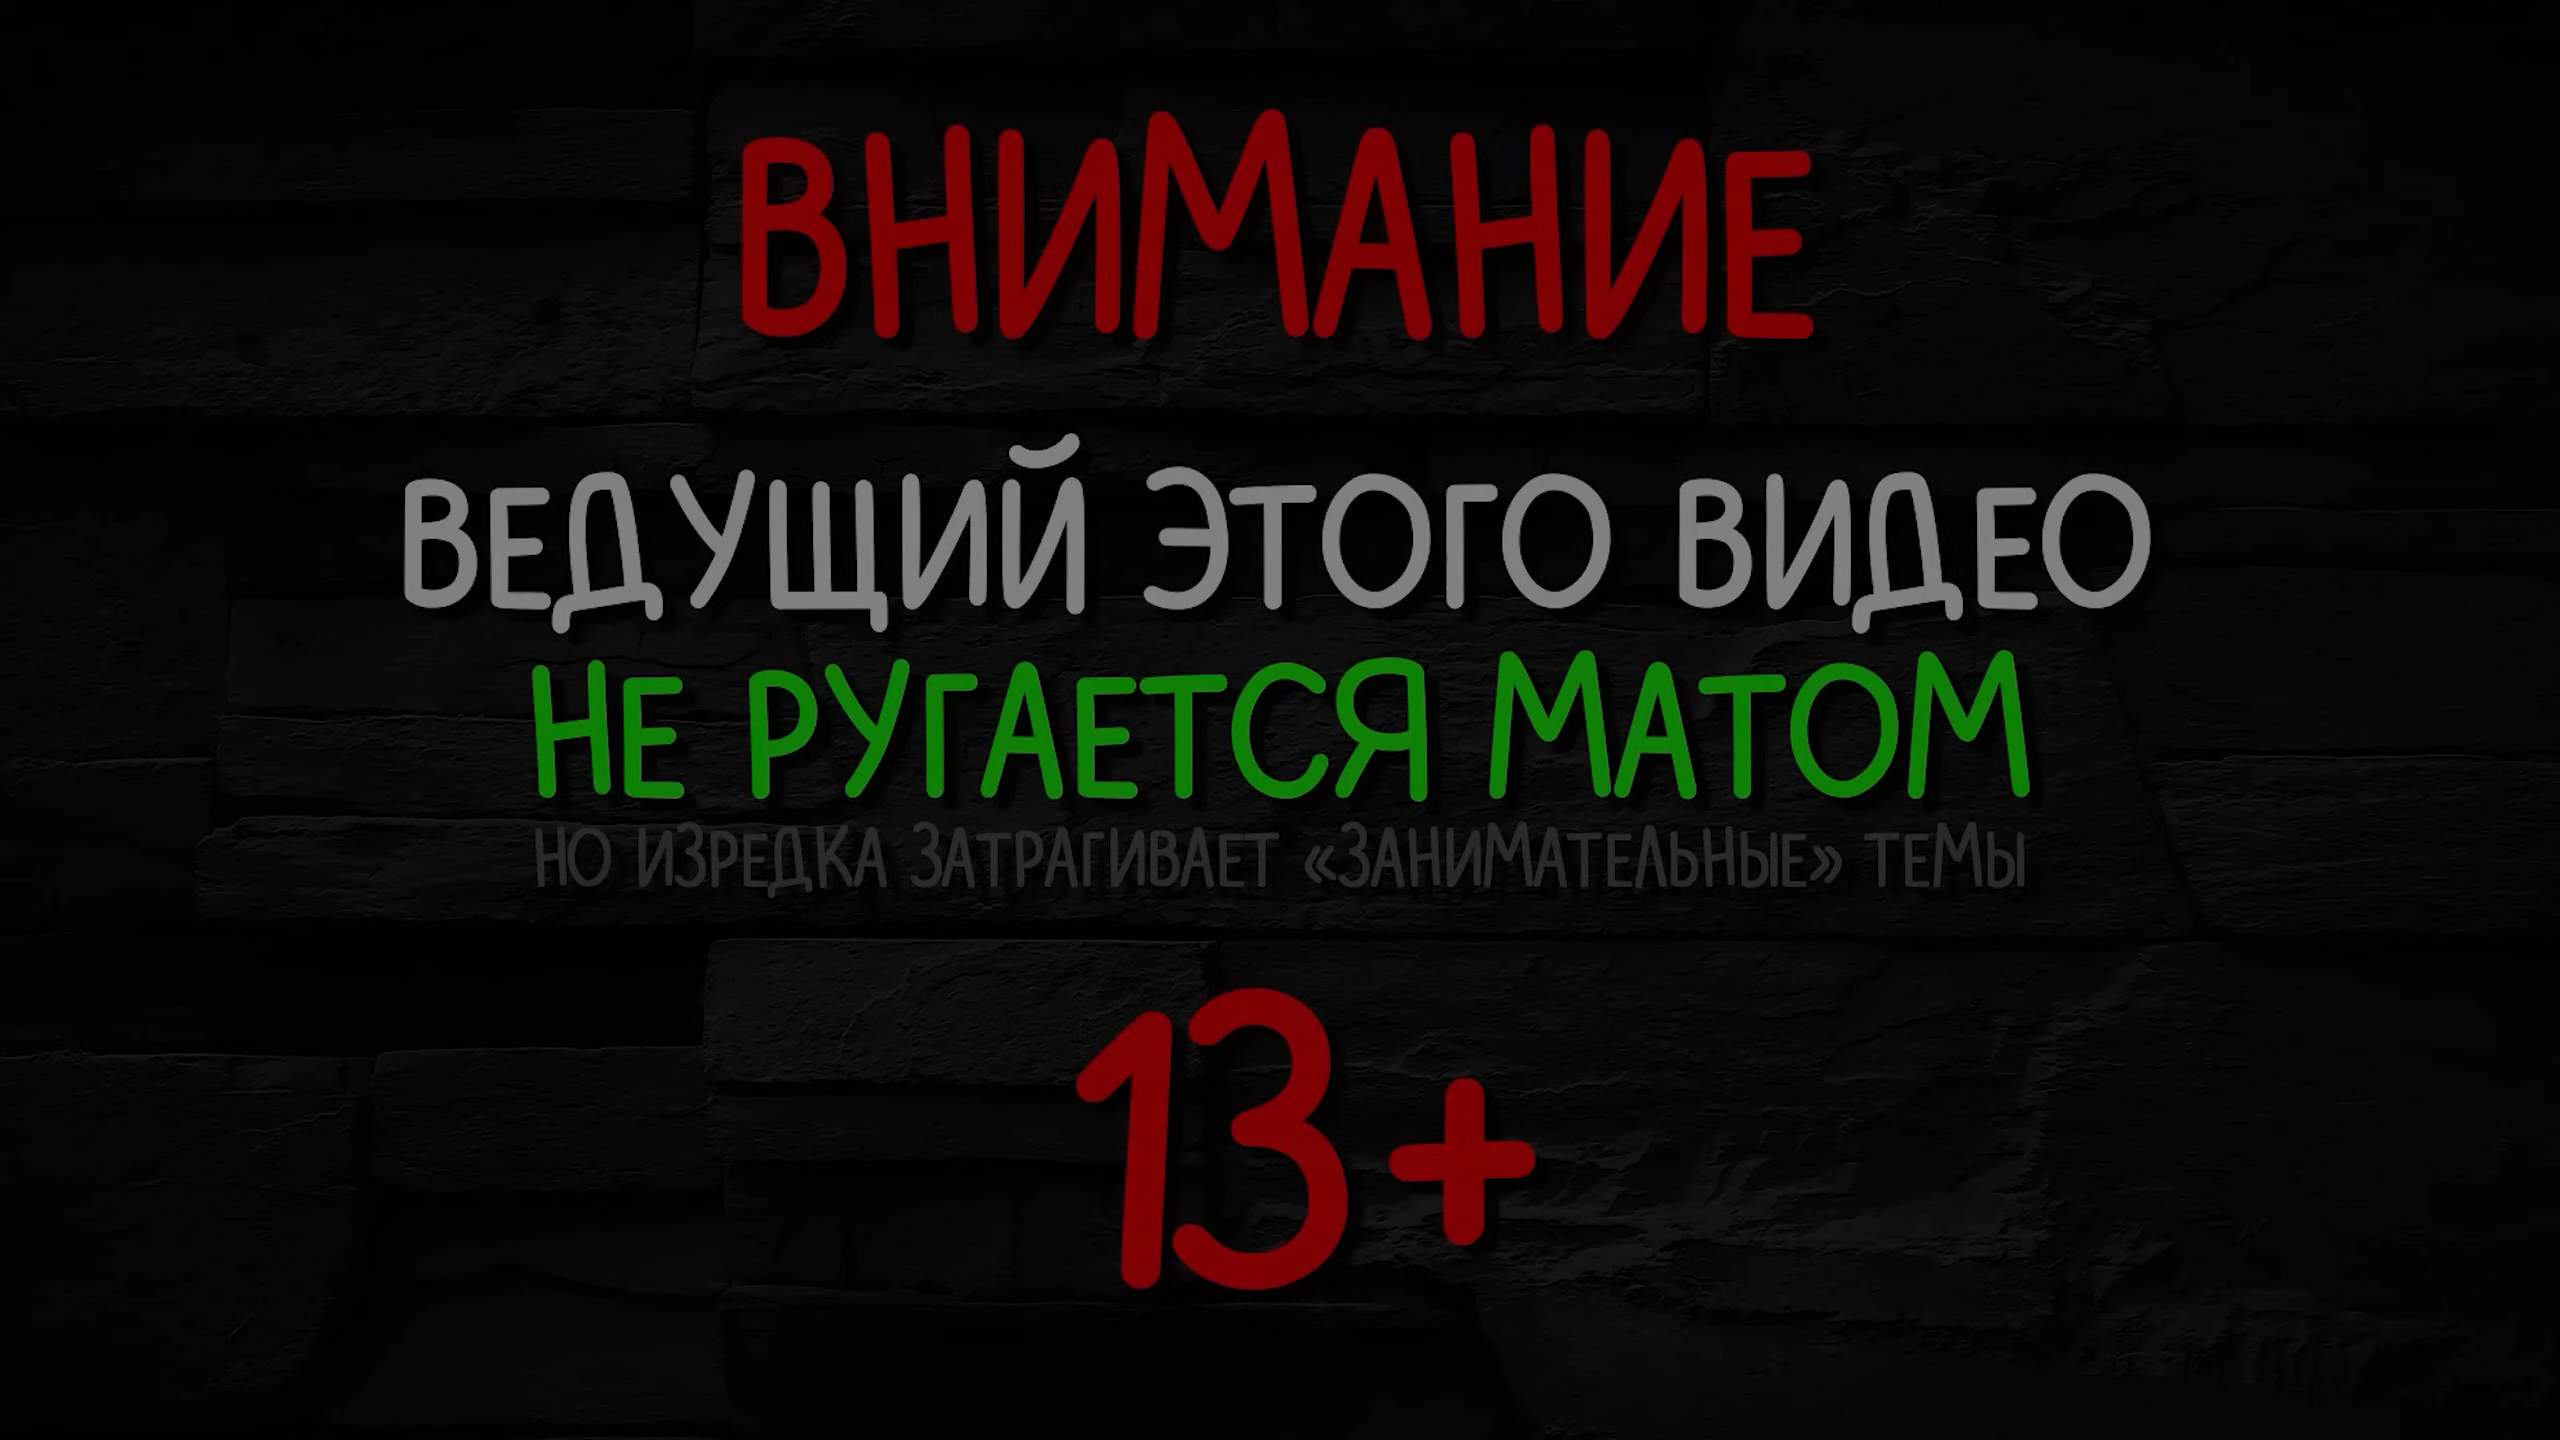 ВНИМАНИЕ
ВЕДУЩИЙ ЭТОГО ВИДЕО
НЕ РУГАЕТСЯ МАТОМ
НО ИЗРЕДКА ЗАТРАГИВАЕТ «ЗАНИМАТЕЛЬНЫЕ» ТЕМЫ
13+